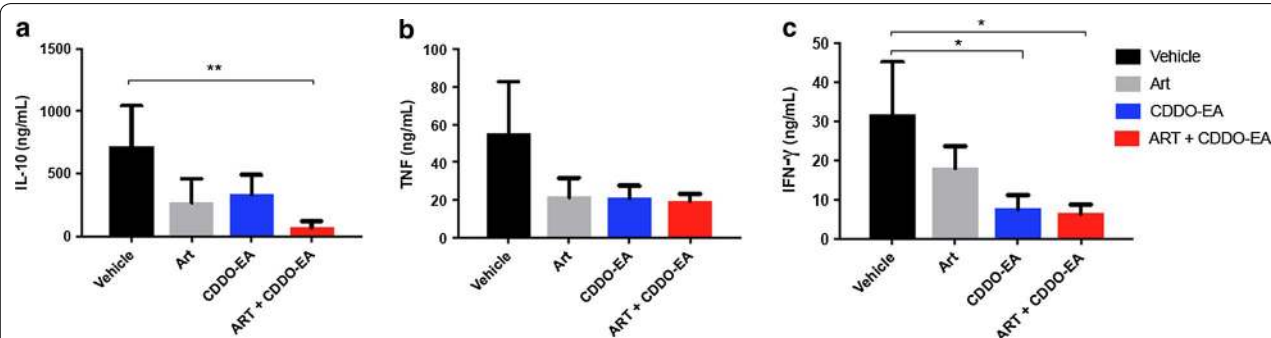 a
IL-10 (ng/mL)
1500
1000
500
0
**
Vehicle
Art
CDDO-EA
ART + CDDO-EA
b
TNF (ng/mL)
100
80
60
40
20
0
Vehicle
Art
CDDO-EA
ART + CDDO-EA
c
IFN-γ (ng/mL)
50
40
30
20
10
0
*
*
Vehicle
Art
CDDO-EA
ART + CDDO-EA
Vehicle
Art
CDDO-EA
ART + CDDO-EA